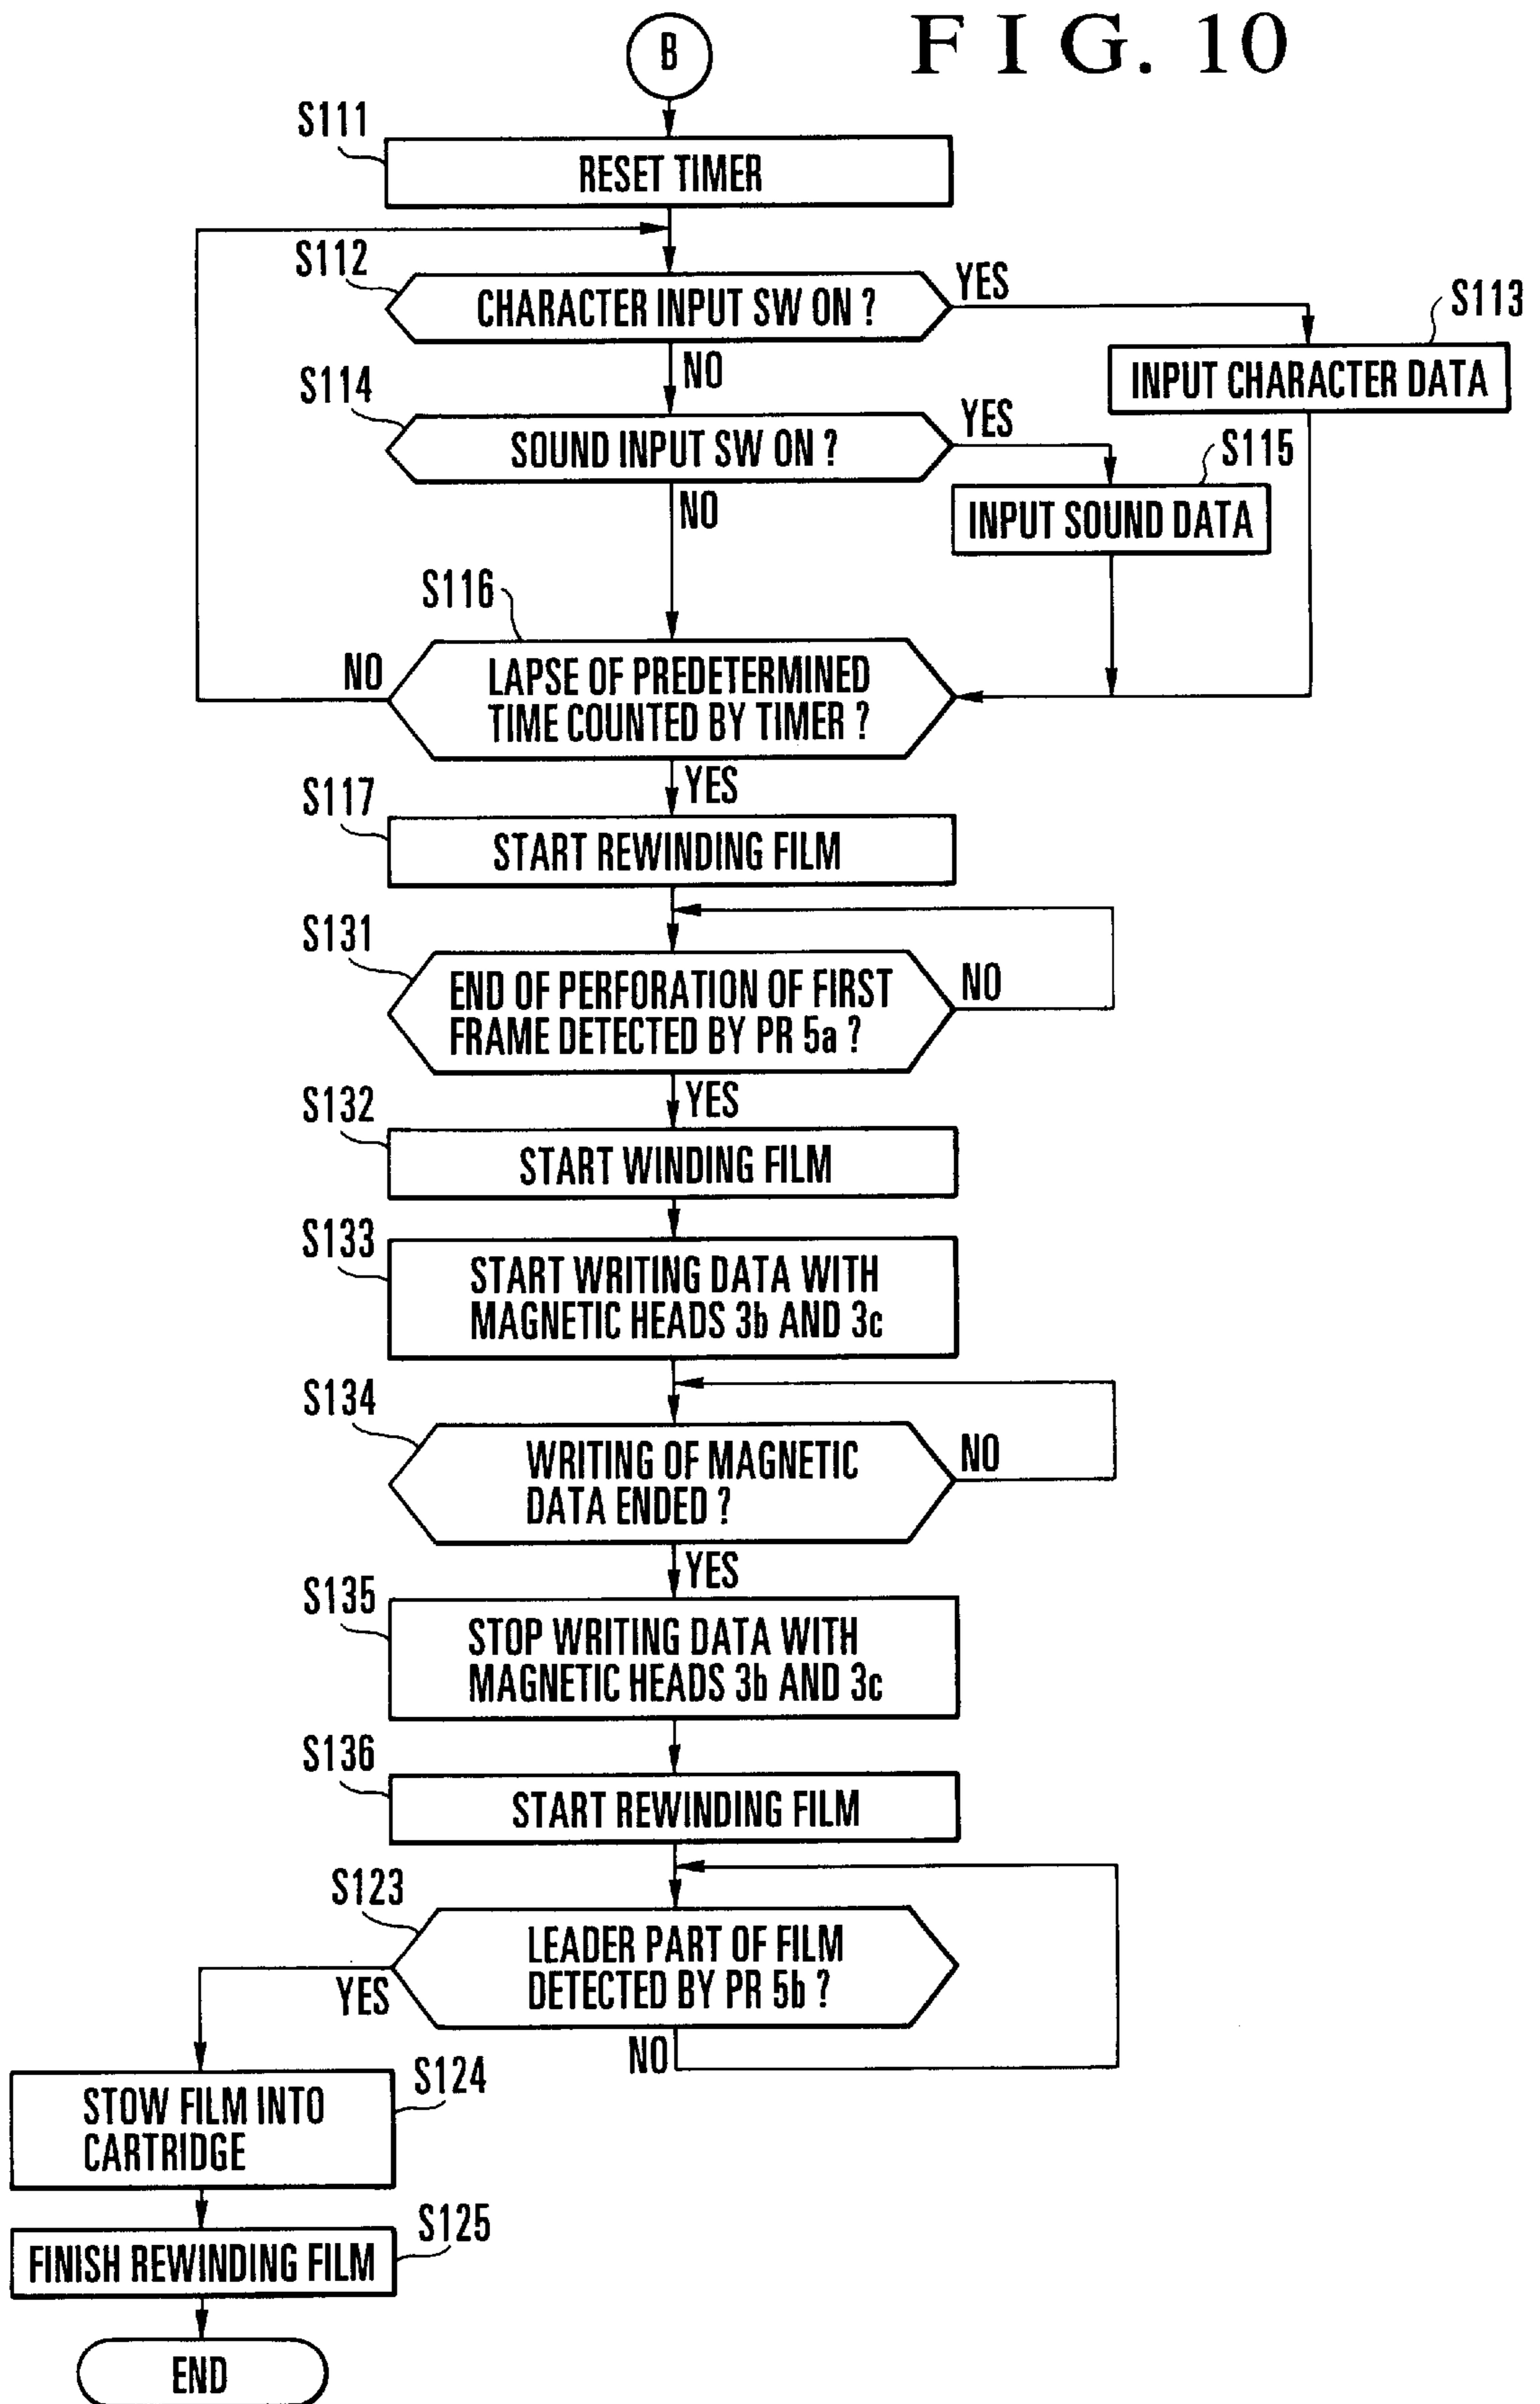 FIG. 10
B
S111
RESET TIMER
S112
CHARACTER INPUT SW ON ?
YES
S113
INPUT CHARACTER DATA
NO
S114
SOUND INPUT SW ON ?
YES
S115
INPUT SOUND DATA
NO
S116
LAPSE OF PREDETERMINED
TIME COUNTED BY TIMER ?
NO
YES
S117
START REWINDING FILM
S131
END OF PERFORATION OF FIRST
FRAME DETECTED BY PR 5a ?
NO
YES
S132
START WINDING FILM
S133
START WRITING DATA WITH
MAGNETIC HEADS 3b AND 3c
S134
WRITING OF MAGNETIC
DATA ENDED ?
NO
YES
S135
STOP WRITING DATA WITH
MAGNETIC HEADS 3b AND 3c
S136
START REWINDING FILM
S123
LEADER PART OF FILM
DETECTED BY PR 5b ?
YES
NO
S124
STOW FILM INTO
CARTRIDGE
S125
FINISH REWINDING FILM
END